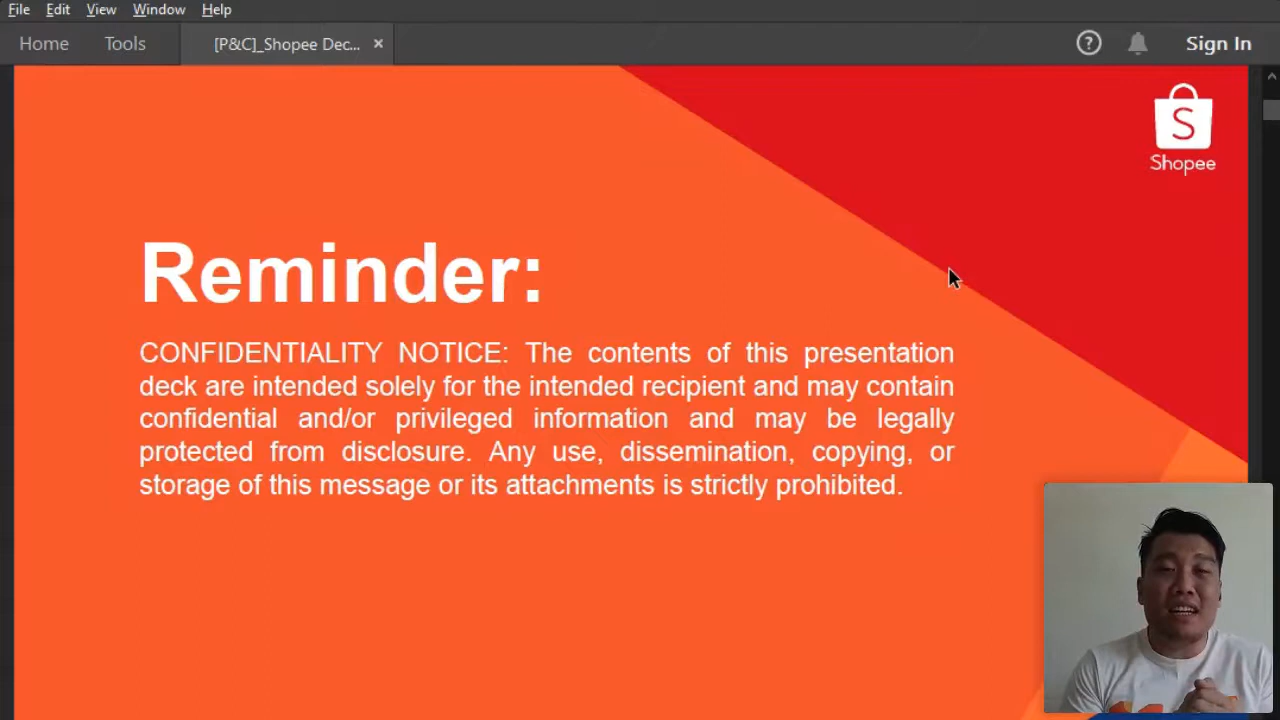 File Edit View Window Help
Home Tools [P&C]_Shopee Dec... × ? Sign In
S
Shopee
Reminder:
CONFIDENTIALITY NOTICE: The contents of this presentation
deck are intended solely for the intended recipient and may contain
confidential and/or privileged information and may be legally
protected from disclosure. Any use, dissemination, copying, or
storage of this message or its attachments is strictly prohibited.